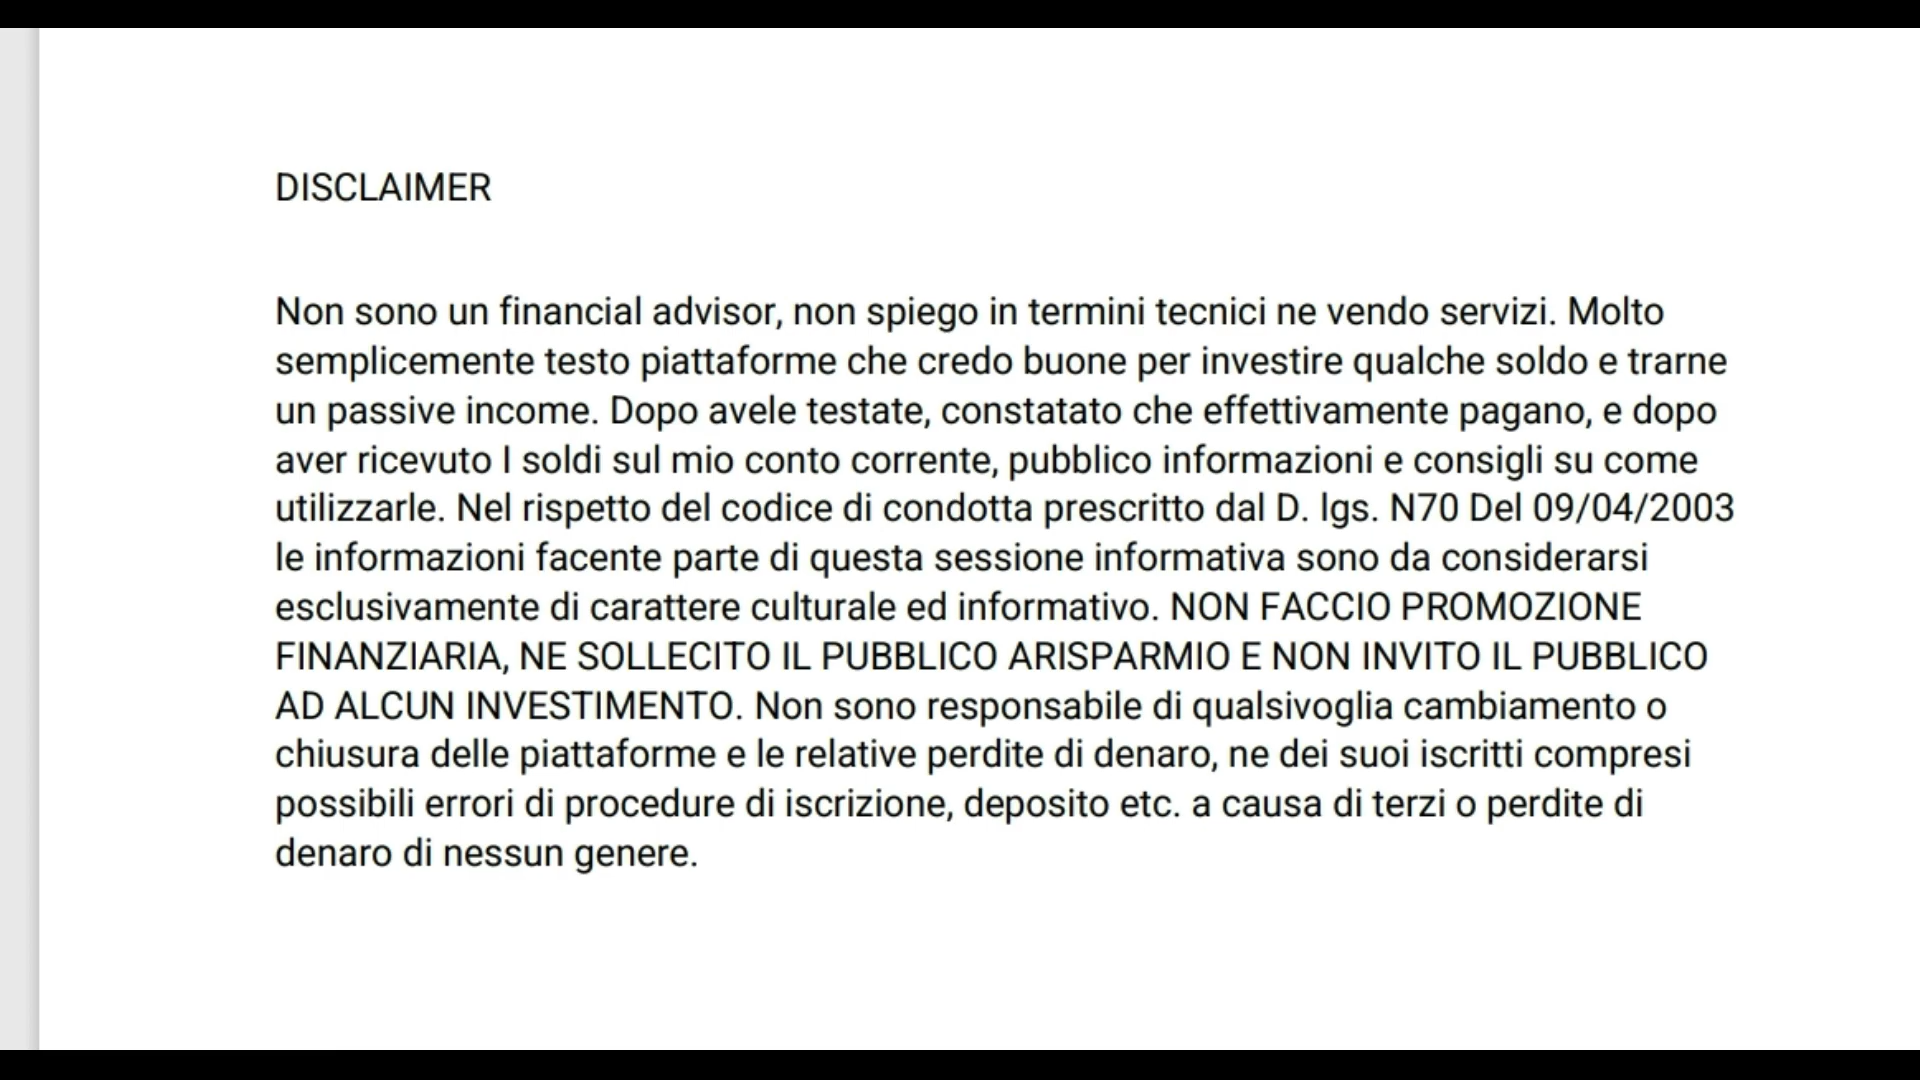 DISCLAIMER
Non sono un financial advisor, non spiego in termini tecnici ne vendo servizi. Molto
semplicemente testo piattaforme che credo buone per investire qualche soldo e trarne
un passive income. Dopo avele testate, constatato che effettivamente pagano, e dopo
aver ricevuto I soldi sul mio conto corrente, pubblico informazioni e consigli su come
utilizzarle. Nel rispetto del codice di condotta prescritto dal D. lgs. N70 Del 09/04/2003
le informazioni facente parte di questa sessione informativa sono da considerarsi
esclusivamente di carattere culturale ed informativo. NON FACCIO PROMOZIONE
FINANZIARIA, NE SOLLECITO IL PUBBLICO ARISPARMIO E NON INVITO IL PUBBLICO
AD ALCUN INVESTIMENTO. Non sono responsabile di qualsivoglia cambiamento o
chiusura delle piattaforme e le relative perdite di denaro, ne dei suoi iscritti compresi
possibili errori di procedure di iscrizione, deposito etc. a causa di terzi o perdite di
denaro di nessun genere.